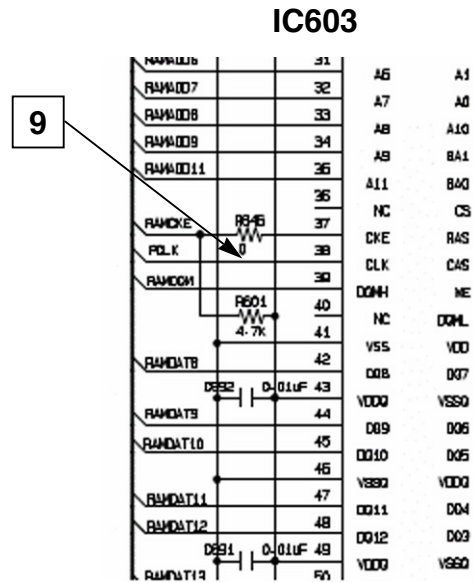 IC603
9
RAMADD6 31 A6 A1
RAMADD7 32 A7 A0
RAMADD8 33 A8 A10
RAMADD9 34 A9 BA1
RAMADD11 35 A11 BA0
36 NC CS
RAMCKE R645 37 CKE RAS
0
PCLK 38 CLK CAS
RAMDQM 39 DQMH WE
R601 40 NC DQML
4.7K
41 VSS VDD
RAMDAT8 42 DQ8 DQ7
0.01uF 43 VDDQ VSSQ
RAMDAT9 44 DQ9 DQ6
RAMDAT10 45 DQ10 DQ5
46 VSSQ VDDQ
RAMDAT11 47 DQ11 DQ4
RAMDAT12 48 DQ12 DQ3
0.01uF 49 VDDQ VSSQ
RAMDAT13 50